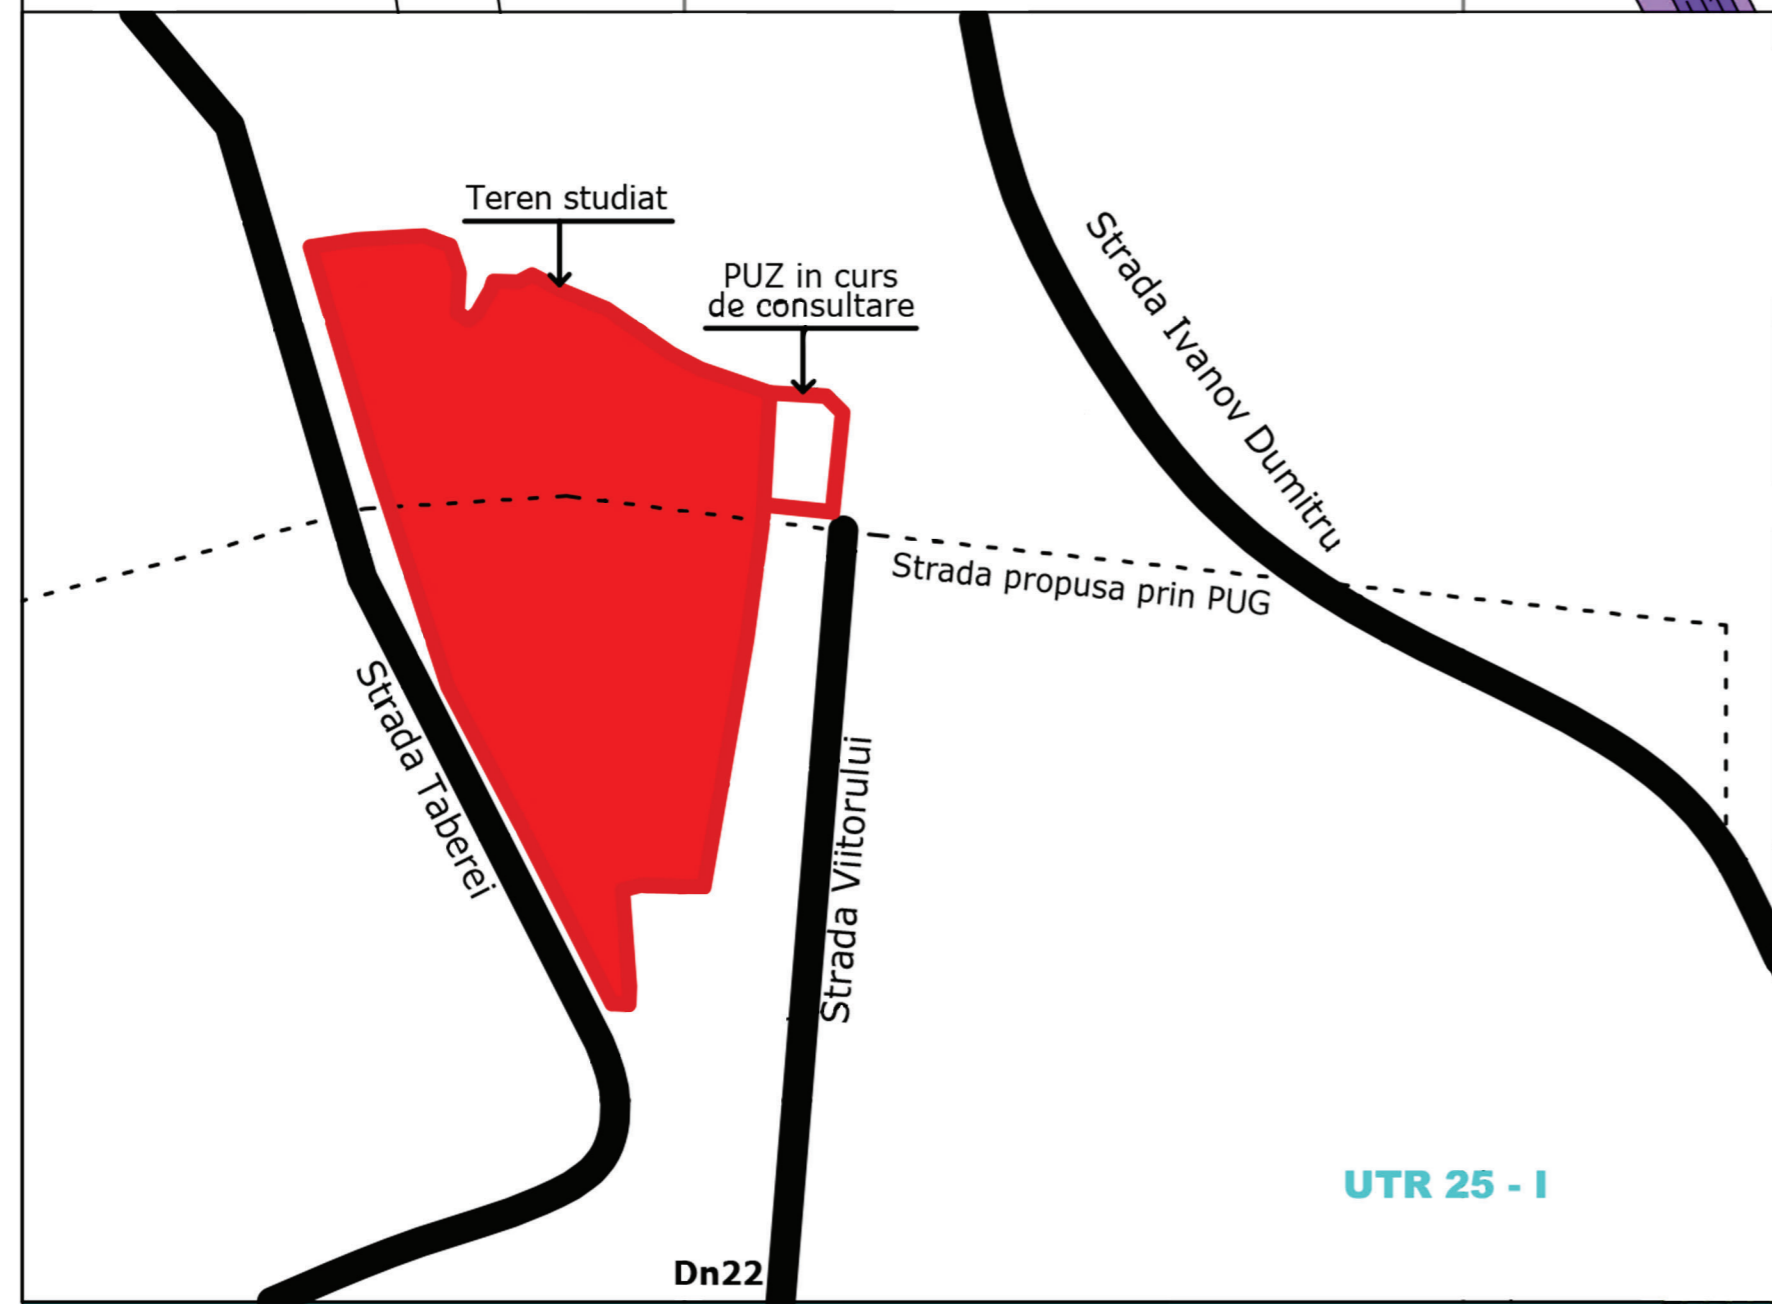 Teren studiat
PUZ in curs
de consultare
Strada Ivanov Dumitru
Strada propusa prin PUG
Strada Taberei
Strada Viitorului
UTR 25 - I
Dn22